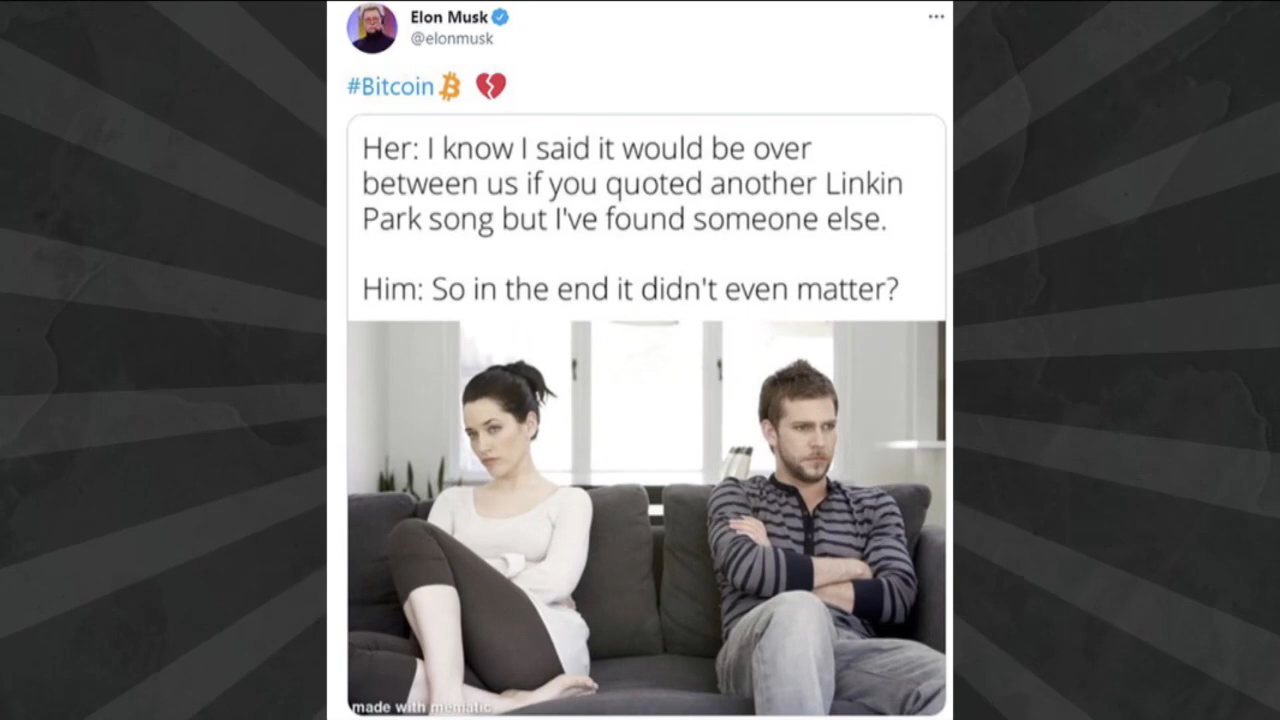 Elon Musk
@elonmusk
#Bitcoin
Her: I know I said it would be over
between us if you quoted another Linkin
Park song but I've found someone else.
Him: So in the end it didn't even matter?
made with mematic